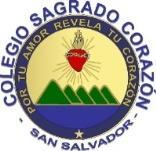 COLEGIO SAGRADO CORAZÓN
POR TU AMOR REVELA TU CORAZÓN
- SAN SALVADOR -